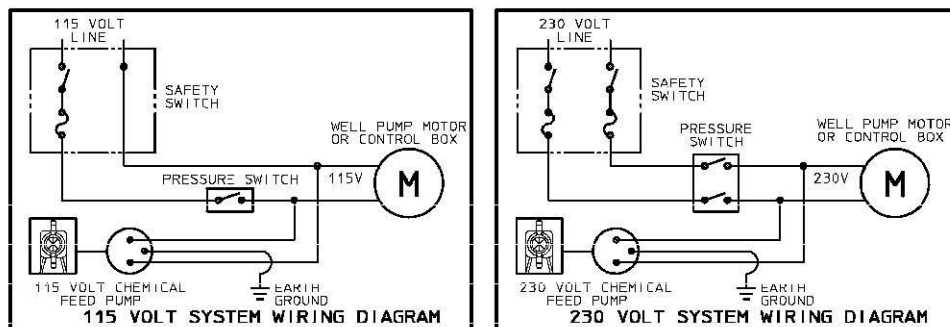 115 VOLT
LINE
SAFETY
SWITCH
WELL PUMP MOTOR
OR CONTROL BOX
PRESSURE SWITCH
115V
M
115 VOLT CHEMICAL
FEED PUMP
EARTH
GROUND
115 VOLT SYSTEM WIRING DIAGRAM
230 VOLT
LINE
SAFETY
SWITCH
PRESSURE
SWITCH
WELL PUMP MOTOR
OR CONTROL BOX
230V
M
230 VOLT CHEMICAL
FEED PUMP
EARTH
GROUND
230 VOLT SYSTEM WIRING DIAGRAM